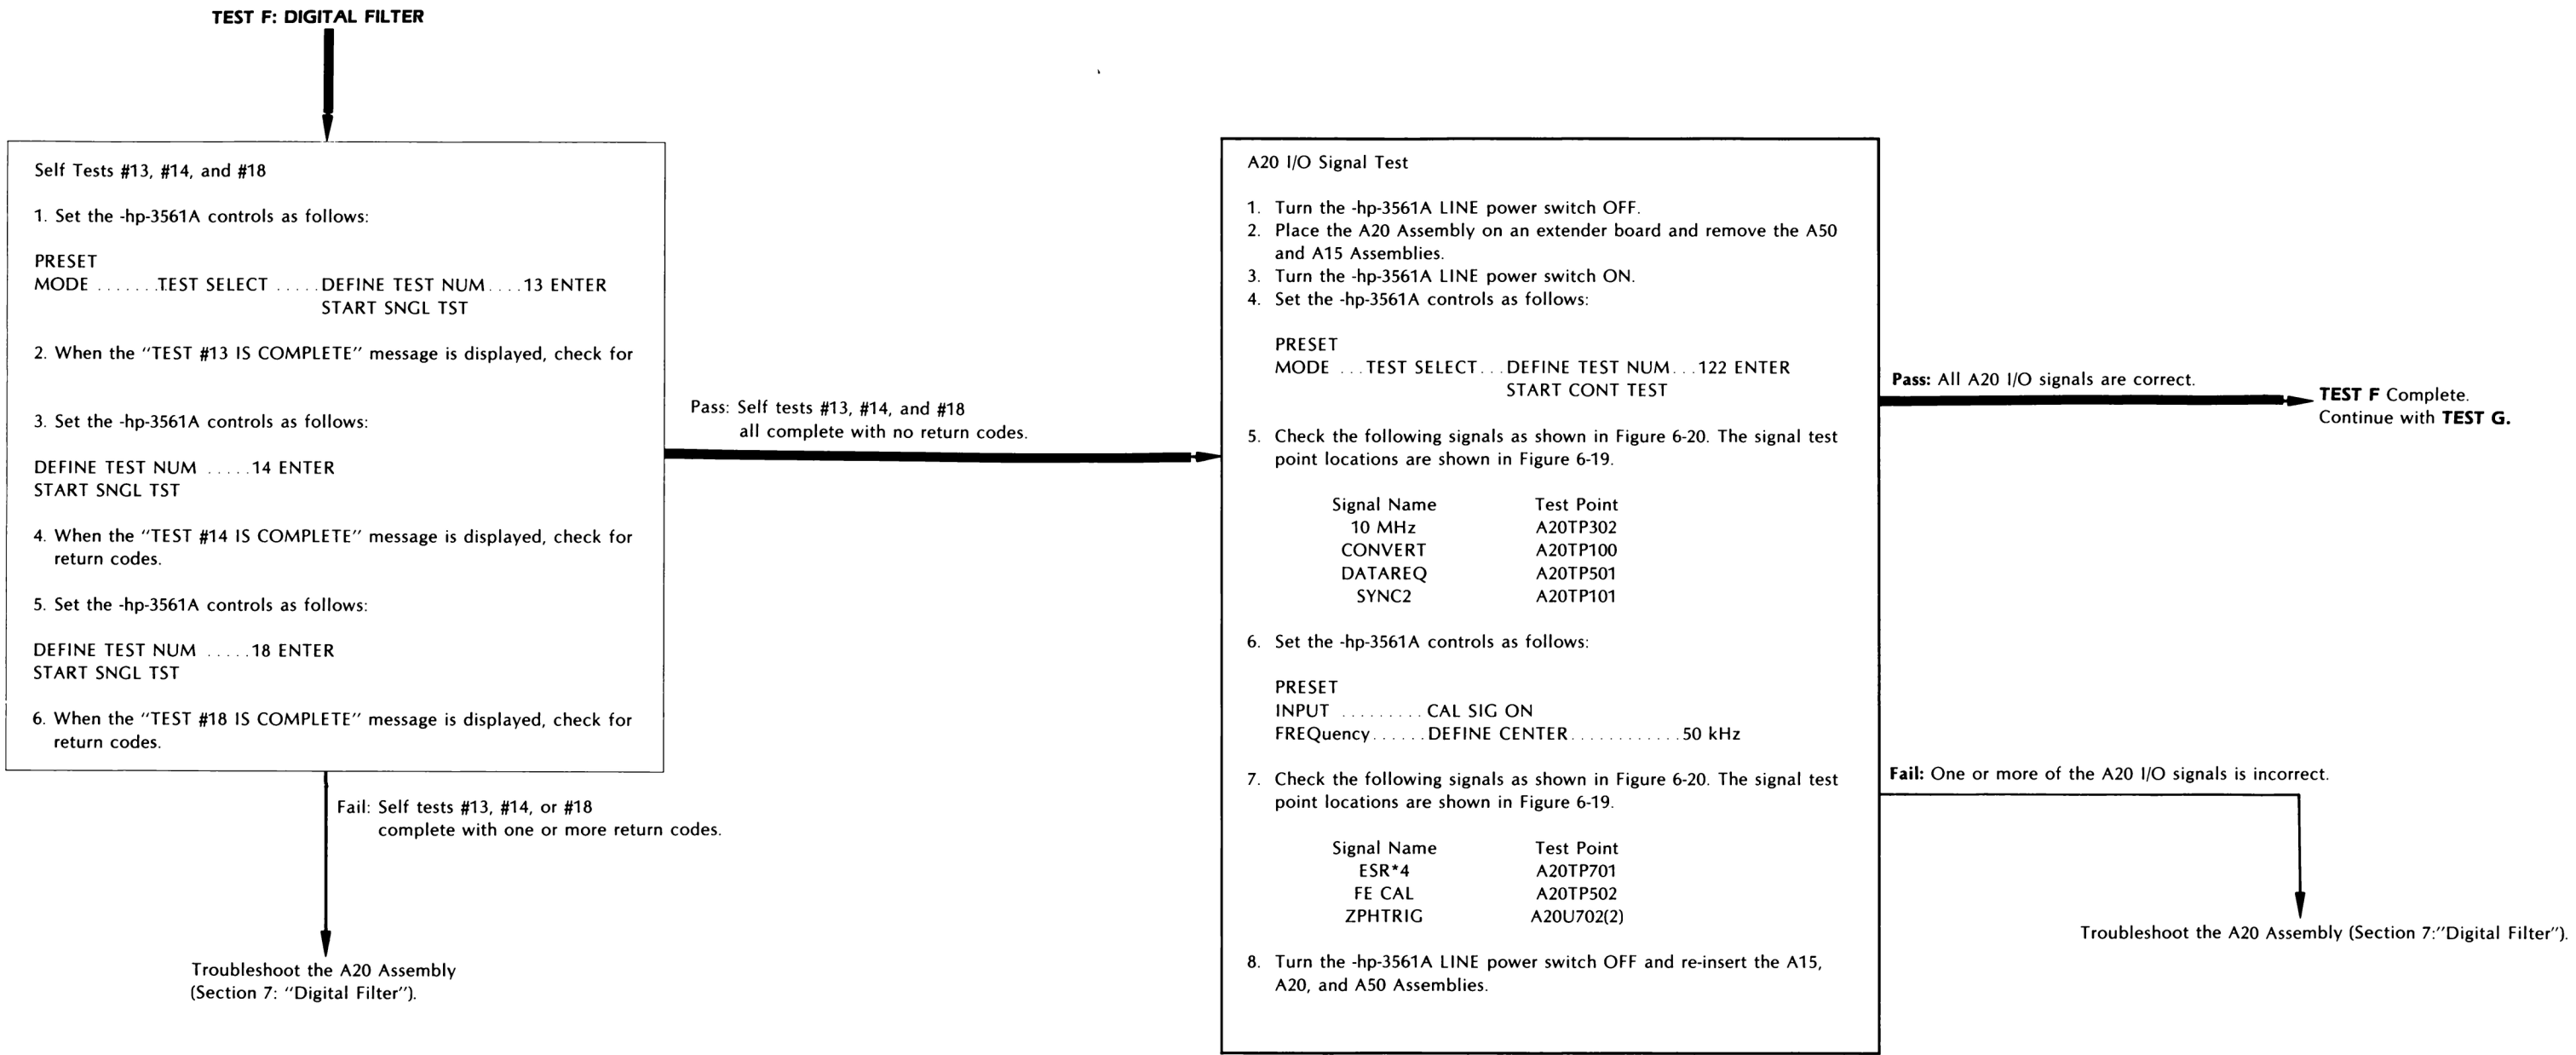 TEST F: DIGITAL FILTER
Self Tests #13, #14, and #18
1. Set the -hp-3561A controls as follows:
PRESET
MODE .......TEST SELECT .....DEFINE TEST NUM....13 ENTER
START SNGL TST
2. When the "TEST #13 IS COMPLETE" message is displayed, check for
3. Set the -hp-3561A controls as follows:
DEFINE TEST NUM .....14 ENTER
START SNGL TST
4. When the "TEST #14 IS COMPLETE" message is displayed, check for
return codes.
5. Set the -hp-3561A controls as follows:
DEFINE TEST NUM .....18 ENTER
START SNGL TST
6. When the "TEST #18 IS COMPLETE" message is displayed, check for
return codes.
Fail: Self tests #13, #14, or #18
complete with one or more return codes.
Troubleshoot the A20 Assembly
(Section 7: "Digital Filter").
Pass: Self tests #13, #14, and #18
all complete with no return codes.
A20 I/O Signal Test
1. Turn the -hp-3561A LINE power switch OFF.
2. Place the A20 Assembly on an extender board and remove the A50
and A15 Assemblies.
3. Turn the -hp-3561A LINE power switch ON.
4. Set the -hp-3561A controls as follows:
PRESET
MODE ...TEST SELECT...DEFINE TEST NUM...122 ENTER
START CONT TEST
5. Check the following signals as shown in Figure 6-20. The signal test
point locations are shown in Figure 6-19.
Signal Name Test Point
10 MHz A20TP302
CONVERT A20TP100
DATAREQ A20TP501
SYNC2 A20TP101
6. Set the -hp-3561A controls as follows:
PRESET
INPUT .........CAL SIG ON
FREQuency......DEFINE CENTER............50 kHz
7. Check the following signals as shown in Figure 6-20. The signal test
point locations are shown in Figure 6-19.
Signal Name Test Point
ESR*4 A20TP701
FE CAL A20TP502
ZPHTRIG A20U702(2)
8. Turn the -hp-3561A LINE power switch OFF and re-insert the A15,
A20, and A50 Assemblies.
Pass: All A20 I/O signals are correct.
TEST F Complete.
Continue with TEST G.
Fail: One or more of the A20 I/O signals is incorrect.
Troubleshoot the A20 Assembly (Section 7:"Digital Filter").